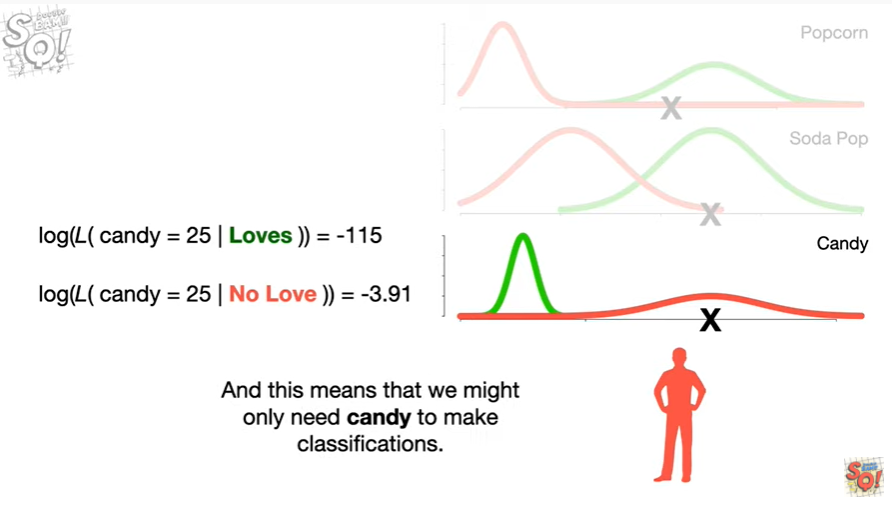 Popcorn
X
Soda Pop
X
log(L( candy = 25 | Loves )) = -115
Candy
log(L( candy = 25 | No Love )) = -3.91
X
And this means that we might
only need candy to make
classifications.
SQ!